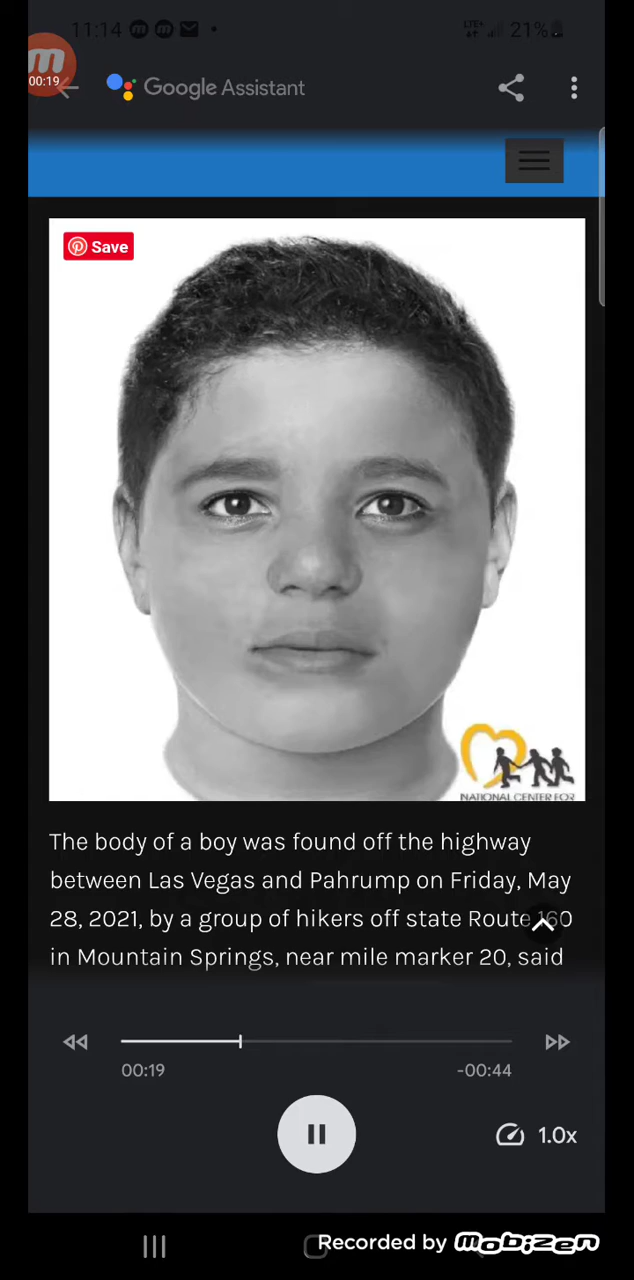 11:14
21%
00:19
Google Assistant
Save
NATIONAL CENTER FOR
The body of a boy was found off the highway
between Las Vegas and Pahrump on Friday, May
28, 2021, by a group of hikers off state Route 160
in Mountain Springs, near mile marker 20, said
00:19
-00:44
1.0x
Recorded by mobizen